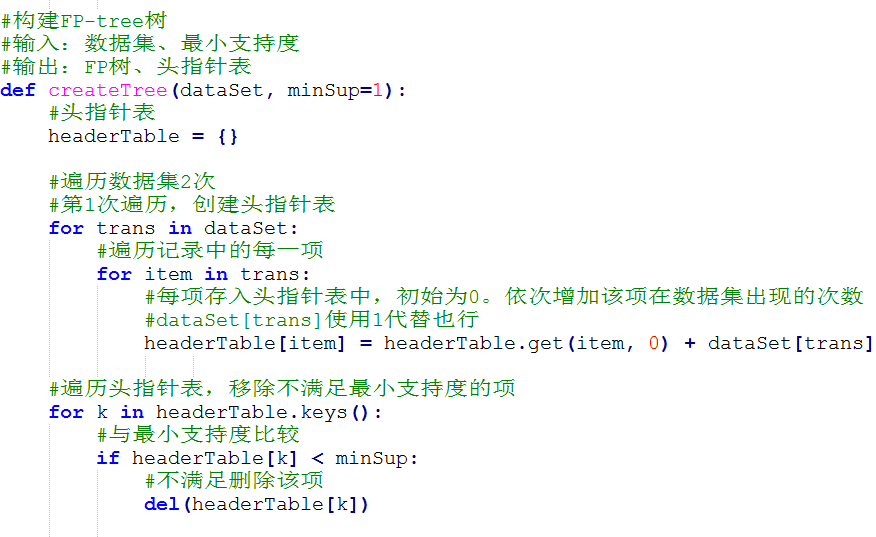 #构建FP-tree树
#输入：数据集、最小支持度
#输出：FP树、头指针表
def createTree(dataSet, minSup=1):
    #头指针表
    headerTable = {}

    #遍历数据集2次
    #第1次遍历，创建头指针表
    for trans in dataSet:
        #遍历记录中的每一项
        for item in trans:
            #每项存入头指针表中，初始为0。依次增加该项在数据集出现的次数
            #dataSet[trans]使用1代替也行
            headerTable[item] = headerTable.get(item, 0) + dataSet[trans]

    #遍历头指针表，移除不满足最小支持度的项
    for k in headerTable.keys():
        #与最小支持度比较
        if headerTable[k] < minSup:
            #不满足删除该项
            del(headerTable[k])